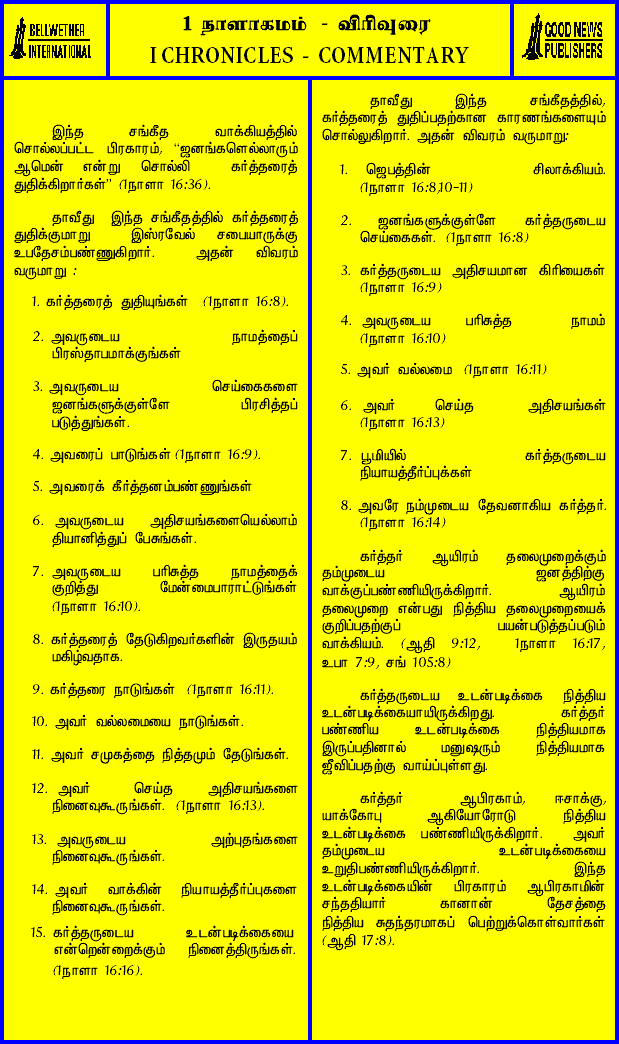 BELLWETHER
INTERNATIONAL
1 நாளாகமம் - விரிவுரை
I CHRONICLES - COMMENTARY
GOOD NEWS
PUBLISHERS
இந்த சங்கீத வாக்கியத்தில்
சொல்லப்பட்ட பிரகாரம், “ஜனங்களெல்லாரும்
ஆமென் என்று சொல்லி கர்த்தரைத்
துதிக்கிறார்கள்” (1நாளா 16:36).
தாவீது இந்த சங்கீதத்தில் கர்த்தரைத்
துதிக்குமாறு இஸ்ரவேல் சபையாருக்கு
உபதேசம்பண்ணுகிறார். அதன் விவரம்
வருமாறு :
1. கர்த்தரைத் துதியுங்கள் (1நாளா 16:8).
2. அவருடைய நாமத்தைப்
பிரஸ்தாபமாக்குங்கள்
3. அவருடைய செய்கைகளை
ஜனங்களுக்குள்ளே பிரசித்தப்
படுத்துங்கள்.
4. அவரைப் பாடுங்கள் (1நாளா 16:9).
5. அவரைக் கீர்த்தனம்பண்ணுங்கள்
6. அவருடைய அதிசயங்களையெல்லாம்
தியானித்துப் பேசுங்கள்.
7. அவருடைய பரிசுத்த நாமத்தைக்
குறித்து மேன்மைபாராட்டுங்கள்
(1நாளா 16:10).
8. கர்த்தரைத் தேடுகிறவர்களின் இருதயம்
மகிழ்வதாக.
9. கர்த்தரை நாடுங்கள் (1நாளா 16:11).
10. அவர் வல்லமையை நாடுங்கள்.
11. அவர் சமுகத்தை நித்தமும் தேடுங்கள்.
12. அவர் செய்த அதிசயங்களை
நினைவுகூருங்கள். (1நாளா 16:13).
13. அவருடைய அற்புதங்களை
நினைவுகூருங்கள்.
14. அவர் வாக்கின் நியாயத்தீர்ப்புகளை
நினைவுகூருங்கள்.
15. கர்த்தருடைய உடன்படிக்கையை
என்றென்றைக்கும் நினைத்திருங்கள்.
(1நாளா 16:16).
தாவீது இந்த சங்கீதத்தில்,
கர்த்தரைத் துதிப்பதற்கான காரணங்களையும்
சொல்லுகிறார். அதன் விவரம் வருமாறு:
1. ஜெபத்தின் சிலாக்கியம்.
(1நாளா 16:8,10-11)
2. ஜனங்களுக்குள்ளே கர்த்தருடைய
செய்கைகள். (1நாளா 16:8)
3. கர்த்தருடைய அதிசயமான கிரியைகள்
(1நாளா 16:9)
4. அவருடைய பரிசுத்த நாமம்
(1நாளா 16:10)
5. அவர் வல்லமை (1நாளா 16:11)
6. அவர் செய்த அதிசயங்கள்
(1நாளா 16:13)
7. பூமியில் கர்த்தருடைய
நியாயத்தீர்ப்புக்கள்
8. அவரே நம்முடைய தேவனாகிய கர்த்தர்.
(1நாளா 16:14)
கர்த்தர் ஆயிரம் தலைமுறைக்கும்
தம்முடைய ஜனத்திற்கு
வாக்குப்பண்ணியிருக்கிறார். ஆயிரம்
தலைமுறை என்பது நித்திய தலைமுறையைக்
குறிப்பதற்குப் பயன்படுத்தப்படும்
வாக்கியம். (ஆதி 9:12, 1நாளா 16:17,
உபா 7:9, சங் 105:8)
கர்த்தருடைய உடன்படிக்கை நித்திய
உடன்படிக்கையாயிருக்கிறது. கர்த்தர்
பண்ணிய உடன்படிக்கை நித்தியமாக
இருப்பதினால் மனுஷரும் நித்தியமாக
ஜீவிப்பதற்கு வாய்ப்புள்ளது.
கர்த்தர் ஆபிரகாம், ஈசாக்கு,
யாக்கோபு ஆகியோரோடு நித்திய
உடன்படிக்கை பண்ணியிருக்கிறார். அவர்
தம்முடைய உடன்படிக்கையை
உறுதிபண்ணியிருக்கிறார். இந்த
உடன்படிக்கையின் பிரகாரம் ஆபிரகாமின்
சந்ததியார் கானான் தேசத்தை
நித்திய சுதந்தரமாகப் பெற்றுக்கொள்வார்கள்
(ஆதி 17:8).